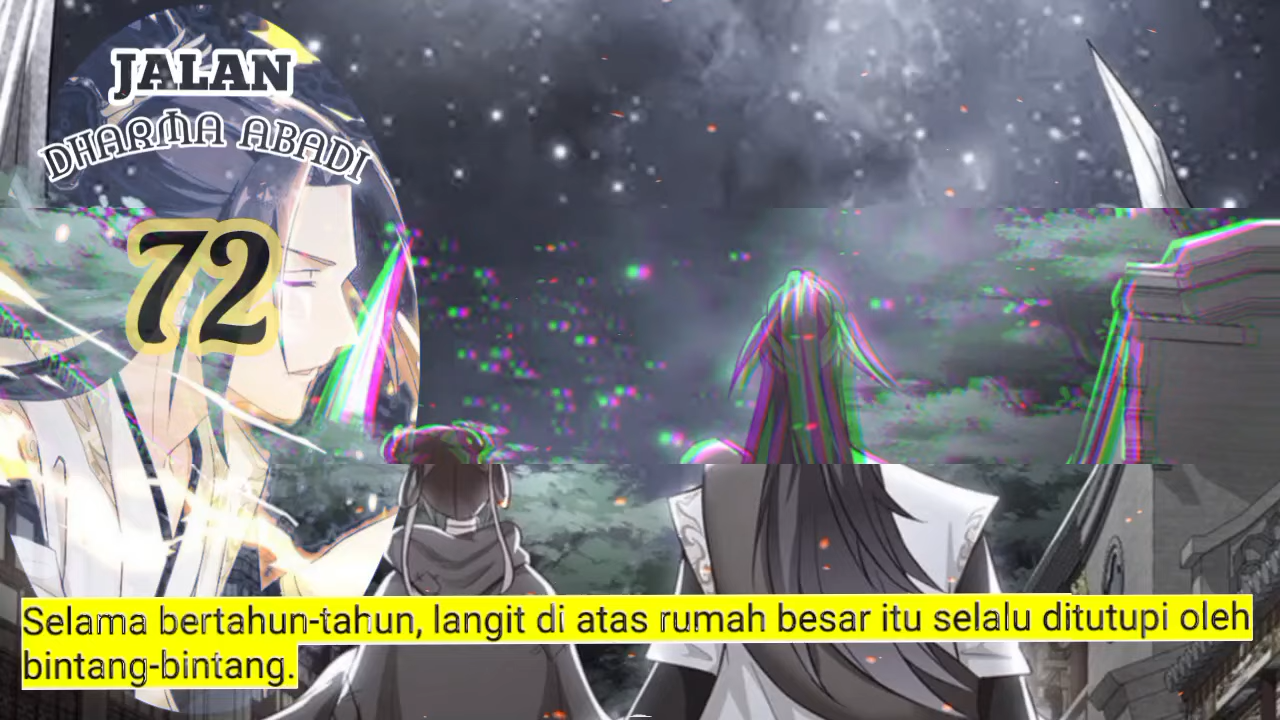 JALAN
DHARMA ABADI
72
Selama bertahun-tahun, langit di atas rumah besar itu selalu ditutupi oleh
bintang-bintang.